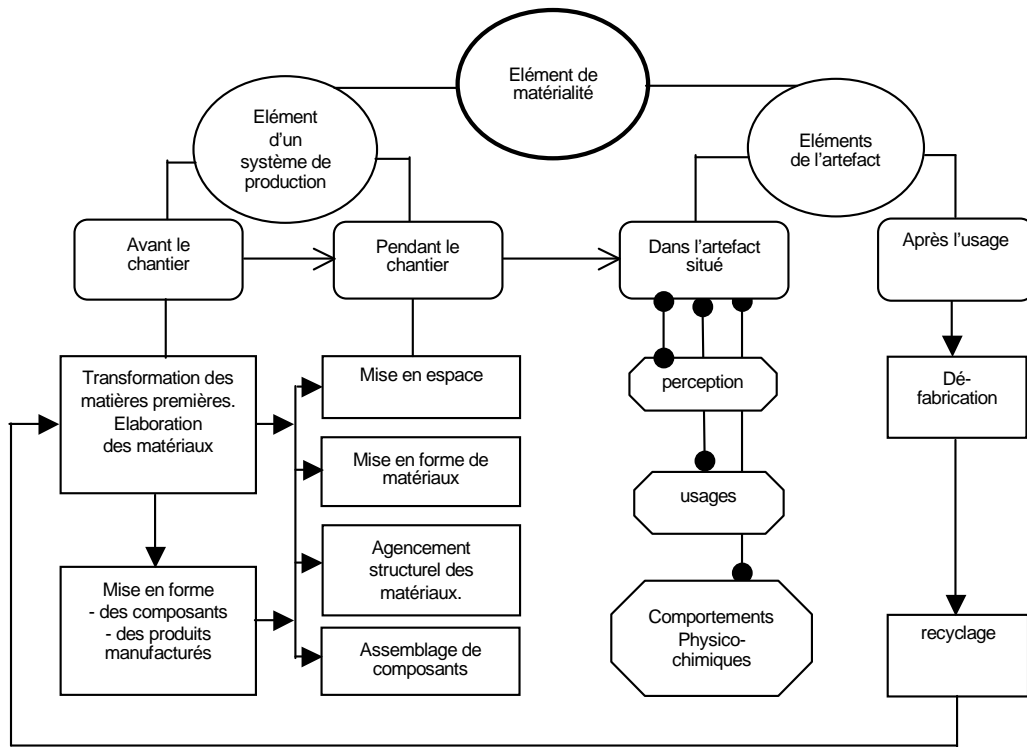 Elément de
matérialité
Elément
d'un
système de
production
Eléments
de l'artefact
Avant le
chantier
Pendant le
chantier
Dans l'artefact
situé
Après l'usage
Transformation des
matières premières.
Elaboration
des matériaux
Mise en espace
perception
Dé-
fabrication
Mise en forme de
matériaux
usages
Agencement
structurel des
matériaux.
Mise en forme
- des composants
- des produits
manufacturés
Assemblage de
composants
Comportements
Physico-
chimiques
recyclage